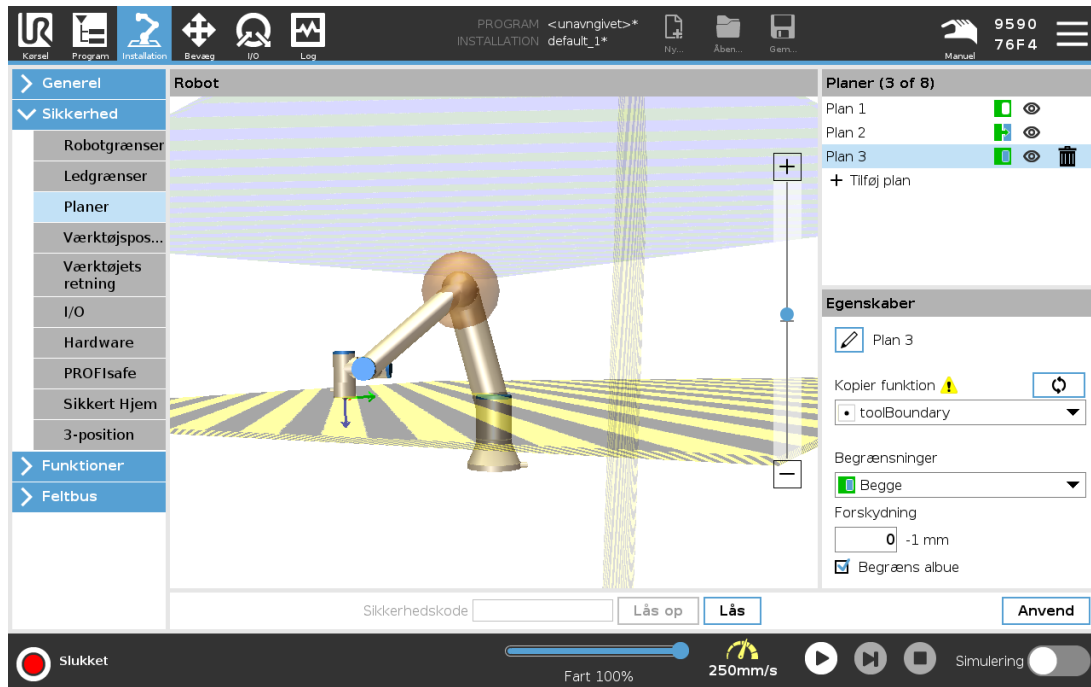 UR
PROGRAM <unavngivet>*
INSTALLATION default_1*
Kørsel Program Installation Bevæg I/O Log
Ny... Åben... Gem...
Manuel
9590
76F4
Generel
Sikkerhed
Robotgrænser
Ledgrænser
Planer
Værktøjspos...
Værktøjets
retning
I/O
Hardware
PROFIsafe
Sikkert Hjem
3-position
Funktioner
Feltbus
Robot
Planer (3 of 8)
Plan 1
Plan 2
Plan 3
+ Tilføj plan
Egenskaber
Plan 3
Kopier funktion
toolBoundary
Begrænsninger
Begge
Forskydning
0 -1 mm
Begræns albue
Sikkerhedskode Lås op Lås Anvend
Slukket
Fart 100%
250mm/s
Simulering